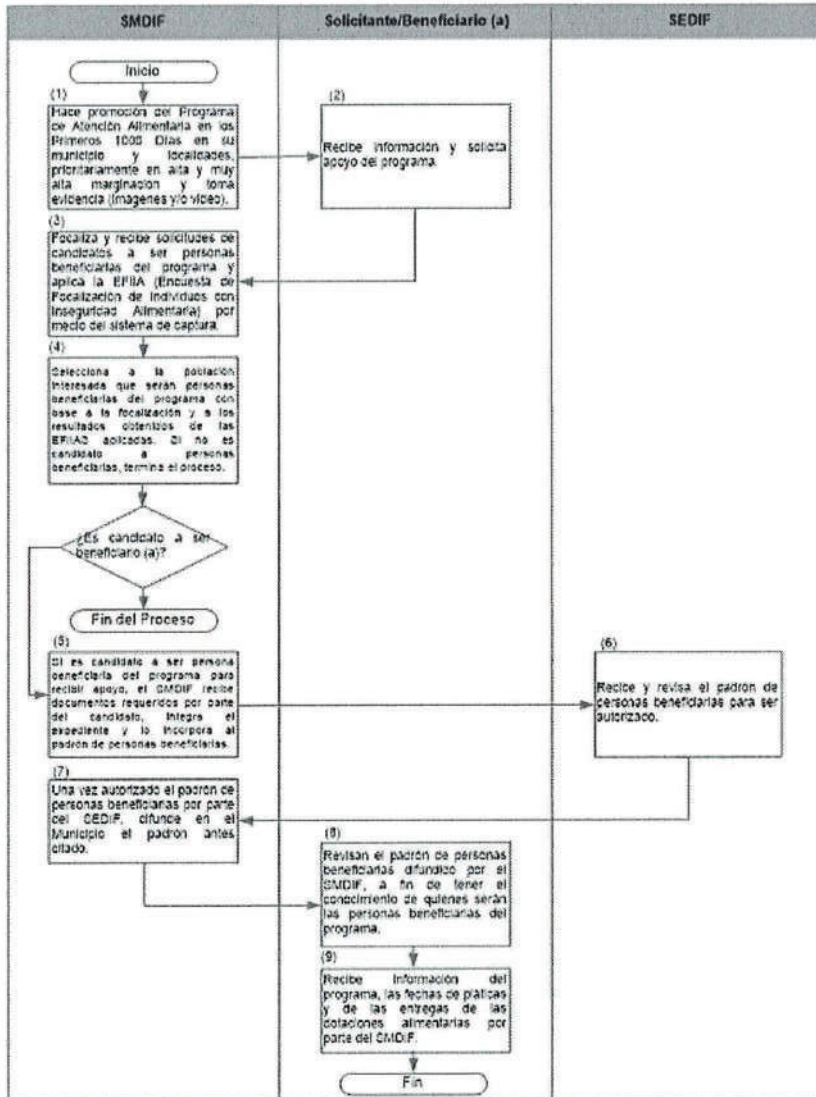 SMDIF
Solicitante/Beneficiario (a)
SEDIF
Inicio
(1)
Hace promoción del Programa
de Atención Alimentaria en los
Primeros 1000 Días en su
municipio y localidades,
prioritariamente en alta y muy
alta marginación y toma
evidencia (imágenes y/o video).
(2)
Recibe información y solicita
apoyo del programa.
(3)
Focaliza y recibe solicitudes de
candidatos a ser personas
beneficiarias del programa y
aplica la EFIIA (Encuesta de
Focalización de Individuos con
Inseguridad Alimentaria) por
medio del sistema de captura.
(4)
Selecciona a la población
interesada que serán personas
beneficiarias del programa con
base a la focalización y a los
resultados obtenidos de las
EFIIAS aplicadas. Si no es
candidato a personas
beneficiarias, termina el proceso.
¿Es candidato a ser
beneficiario (a)?
Fin del Proceso
(5)
Si es candidato a ser persona
beneficiaria del programa para
recibir apoyo, el SMDIF recibe
documentos requeridos por parte
del candidato, integra el
expediente y lo incorpora al
padrón de personas beneficiarias.
(6)
Recibe y revisa el padrón de
personas beneficiarias para ser
autorizado.
(7)
Una vez autorizado el padrón de
personas beneficiarias por parte
del SEDIF, difunde en el
Municipio el padrón antes
citado.
(8)
Revisan el padrón de personas
beneficiarias difundido por el
SMDIF, a fin de tener el
conocimiento de quienes serán
las personas beneficiarias del
programa.
(9)
Recibe información del
programa, las fechas de pláticas
y de las entregas de las
dotaciones alimentarias por
parte del SMDIF.
Fin